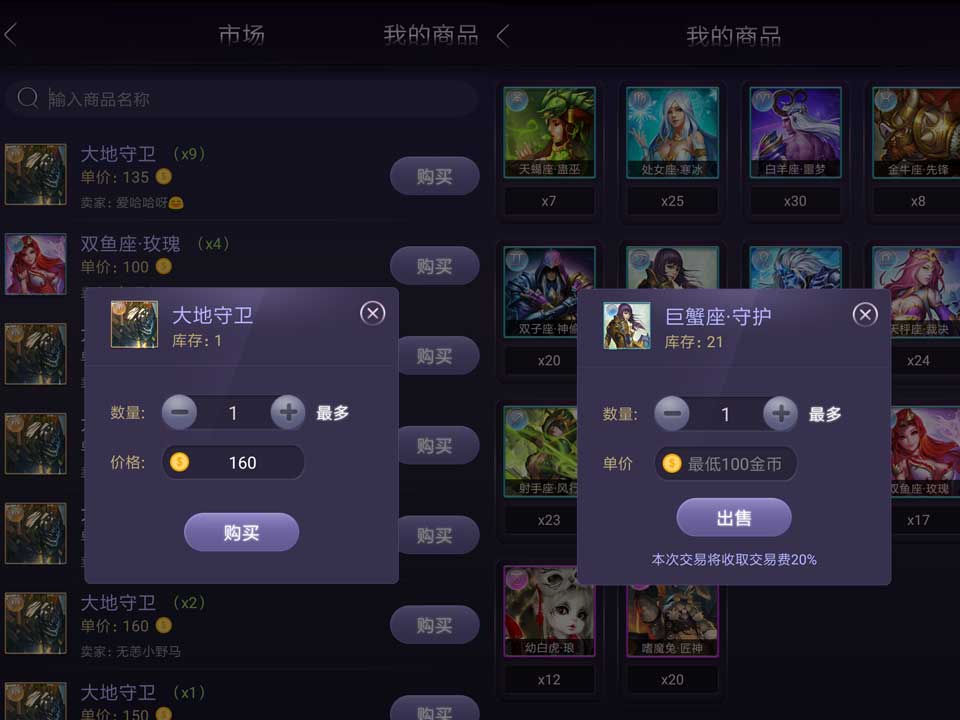 市场
我的商品
输入商品名称
大地守卫 (x9)
单价: 135
卖家: 爱哈哈呀
购买
双鱼座·玫瑰 (x4)
单价: 100
购买
大地守卫
库存: 1
购买
数量:
1
最多
价格:
160
购买
购买
购买
大地守卫 (x2)
单价: 160
卖家: 无恙小野马
购买
大地守卫 (x1)
单价: 150
购买
我的商品
天蝎座·蛊巫
处女座·寒冰
白羊座·噩梦
金牛座·先锋
x7
x25
x30
x8
双子座·神偷
天秤座·裁决
x20
x24
巨蟹座·守护
库存: 21
数量:
1
最多
单价
最低100金币
出售
本次交易将收取交易费20%
射手座·风行
双鱼座·玫瑰
x23
x17
幼白虎·琅
嗜魔兔·匠神
x12
x20